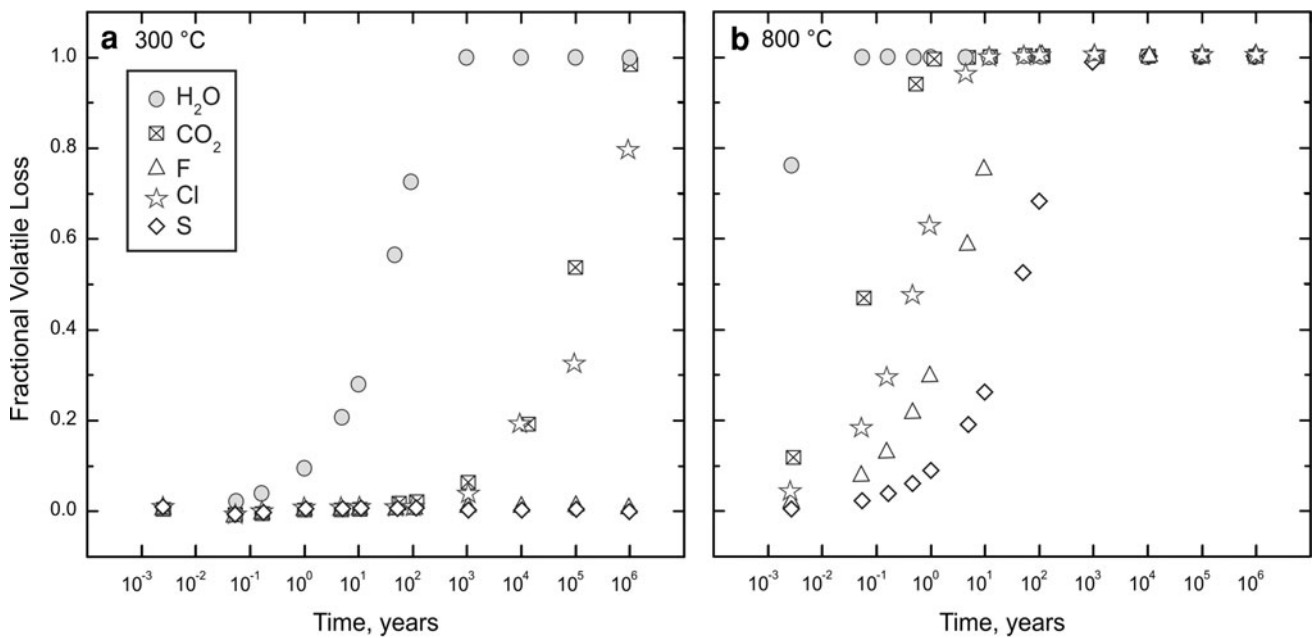 a 300 °C
H₂O
CO₂
F
Cl
S
Fractional Volatile Loss
1.0
0.8
0.6
0.4
0.2
0.0
10⁻³ 10⁻² 10⁻¹ 10⁰ 10¹ 10² 10³ 10⁴ 10⁵ 10⁶
Time, years
b 800 °C
10⁻³ 10⁻² 10⁻¹ 10⁰ 10¹ 10² 10³ 10⁴ 10⁵ 10⁶
Time, years